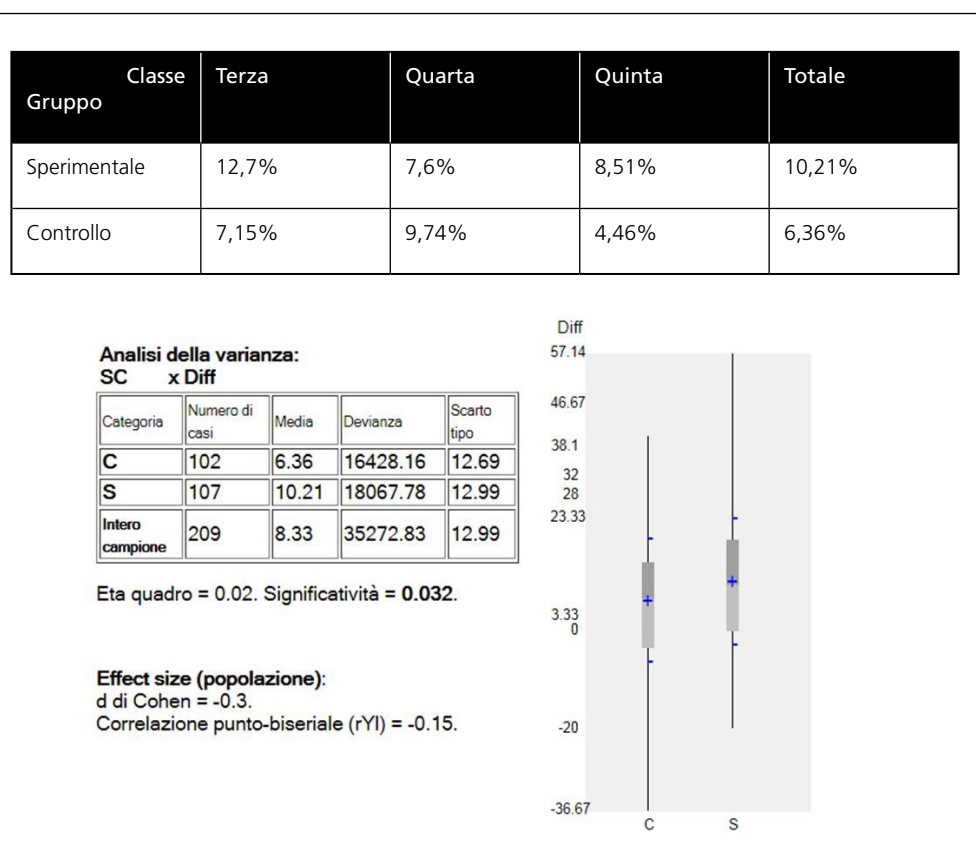 Classe
Gruppo
Terza
Quarta
Quinta
Totale
Sperimentale 12,7% 7,6% 8,51% 10,21%
Controllo 7,15% 9,74% 4,46% 6,36%
Analisi della varianza:
SC x Diff
Categoria
Numero di
casi
Media
Devianza
Scarto
tipo
C 102 6.36 16428.16 12.69
S 107 10.21 18067.78 12.99
Intero
campione
209 8.33 35272.83 12.99
Eta quadro = 0.02. Significatività = 0.032.
Effect size (popolazione):
d di Cohen = -0.3.
Correlazione punto-biseriale (rYI) = -0.15.
Diff
57.14
46.67
38.1
32
28
23.33
3.33
0
-20
-36.67
C S